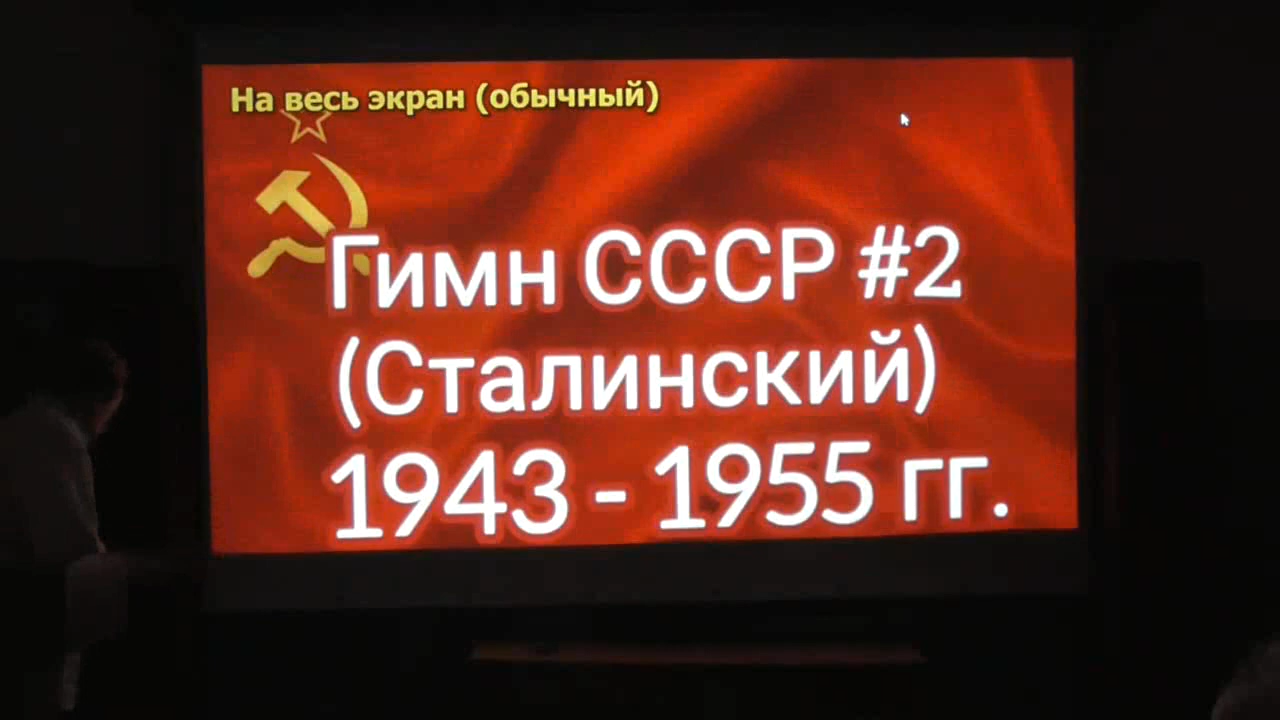 На весь экран (обычный)
Гимн СССР #2
(Сталинский)
1943 - 1955 гг.